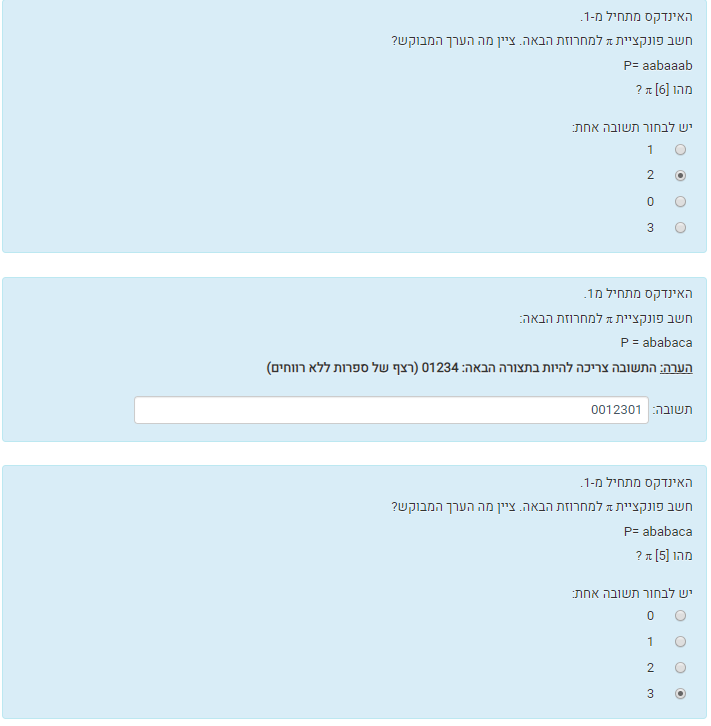 האינדקס מתחיל מ-1.
חשב פונקציית π למחרוזת הבאה. ציין מה הערך המבוקש?
P= aabaaab
מהו π [6] ?
יש לבחור תשובה אחת:
1
2
0
3
האינדקס מתחיל מ1.
חשב פונקציית π למחרוזת הבאה:
P = ababaca
הערה: התשובה צריכה להיות בתצורה הבאה: 01234 (רצף של ספרות ללא רווחים)
תשובה: 0012301
האינדקס מתחיל מ-1.
חשב פונקציית π למחרוזת הבאה. ציין מה הערך המבוקש?
P= ababaca
מהו π [5] ?
יש לבחור תשובה אחת:
0
1
2
3